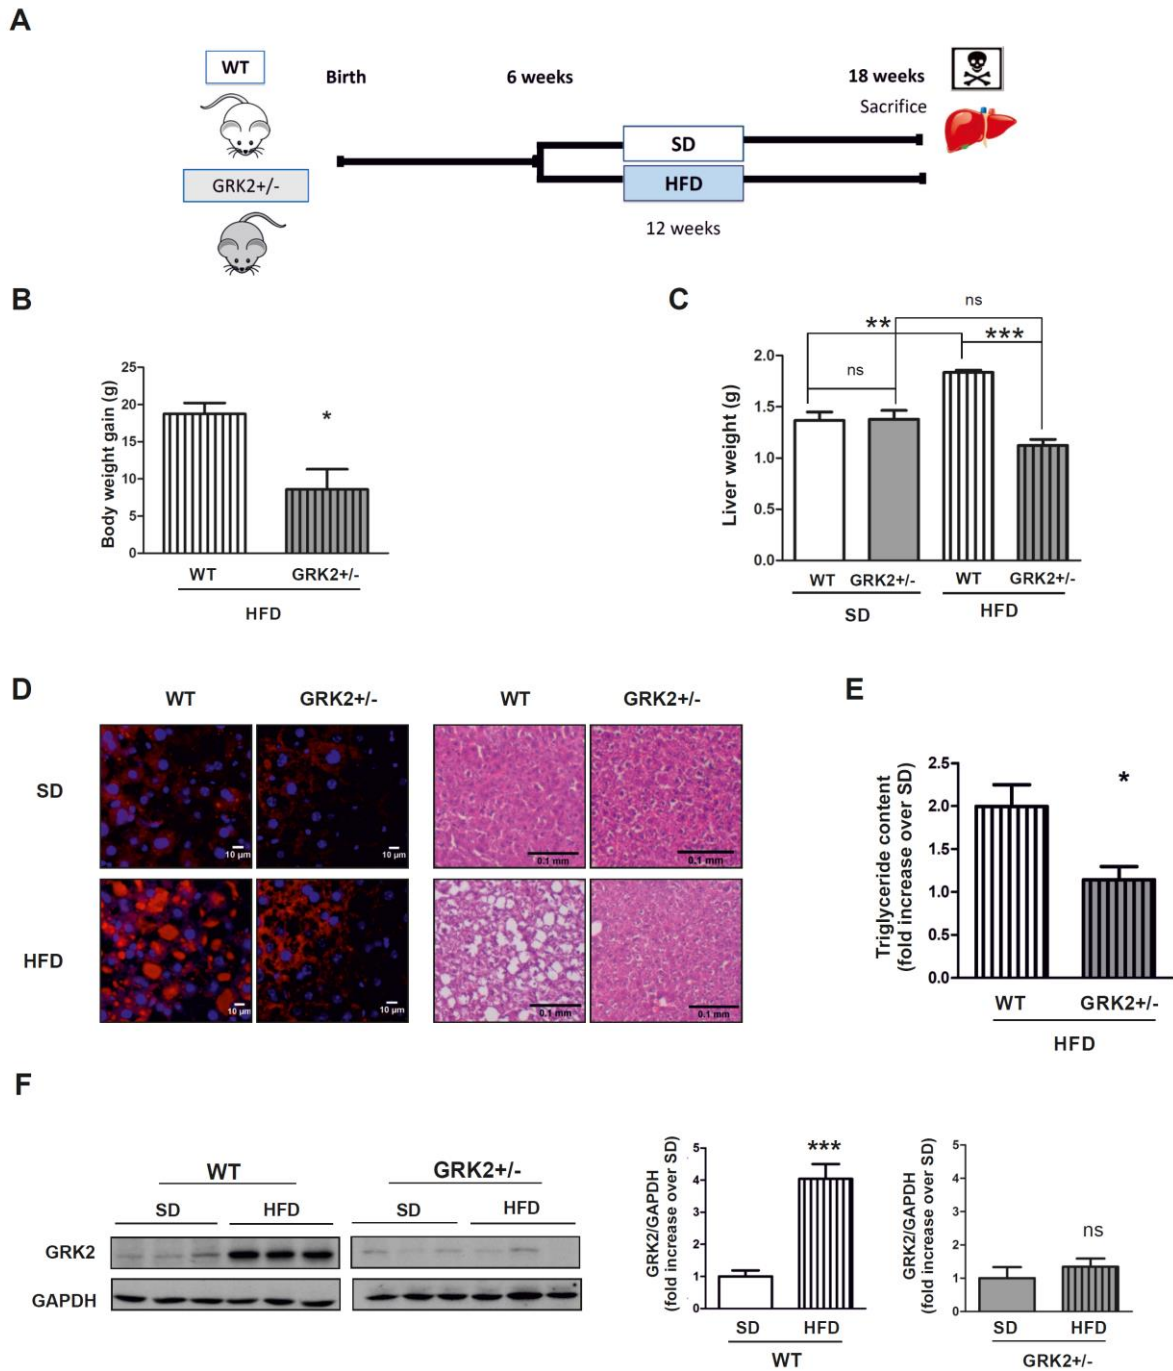 A
WT
Birth
6 weeks
18 weeks
Sacrifice
GRK2+/-
SD
HFD
12 weeks
B
Body weight gain (g)
25
20
15
10
5
0
*
WT GRK2+/-
HFD
C
Liver weight (g)
2.0
1.5
1.0
0.5
0.0
ns
**
***
ns
WT GRK2+/- WT GRK2+/-
SD HFD
D
WT GRK2+/- WT GRK2+/-
SD
10 µm
10 µm
0.1 mm
0.1 mm
HFD
10 µm
10 µm
0.1 mm
0.1 mm
E
Triglyceride content
(fold increase over SD)
2.5
2.0
1.5
1.0
0.5
0.0
*
WT GRK2+/-
HFD
F
WT GRK2+/-
SD HFD SD HFD
GRK2
GAPDH
GRK2/GAPDH
(fold increase over SD)
5
4
3
2
1
0
***
SD HFD
WT
GRK2/GAPDH
(fold increase over SD)
5
4
3
2
1
0
ns
SD HFD
GRK2+/-